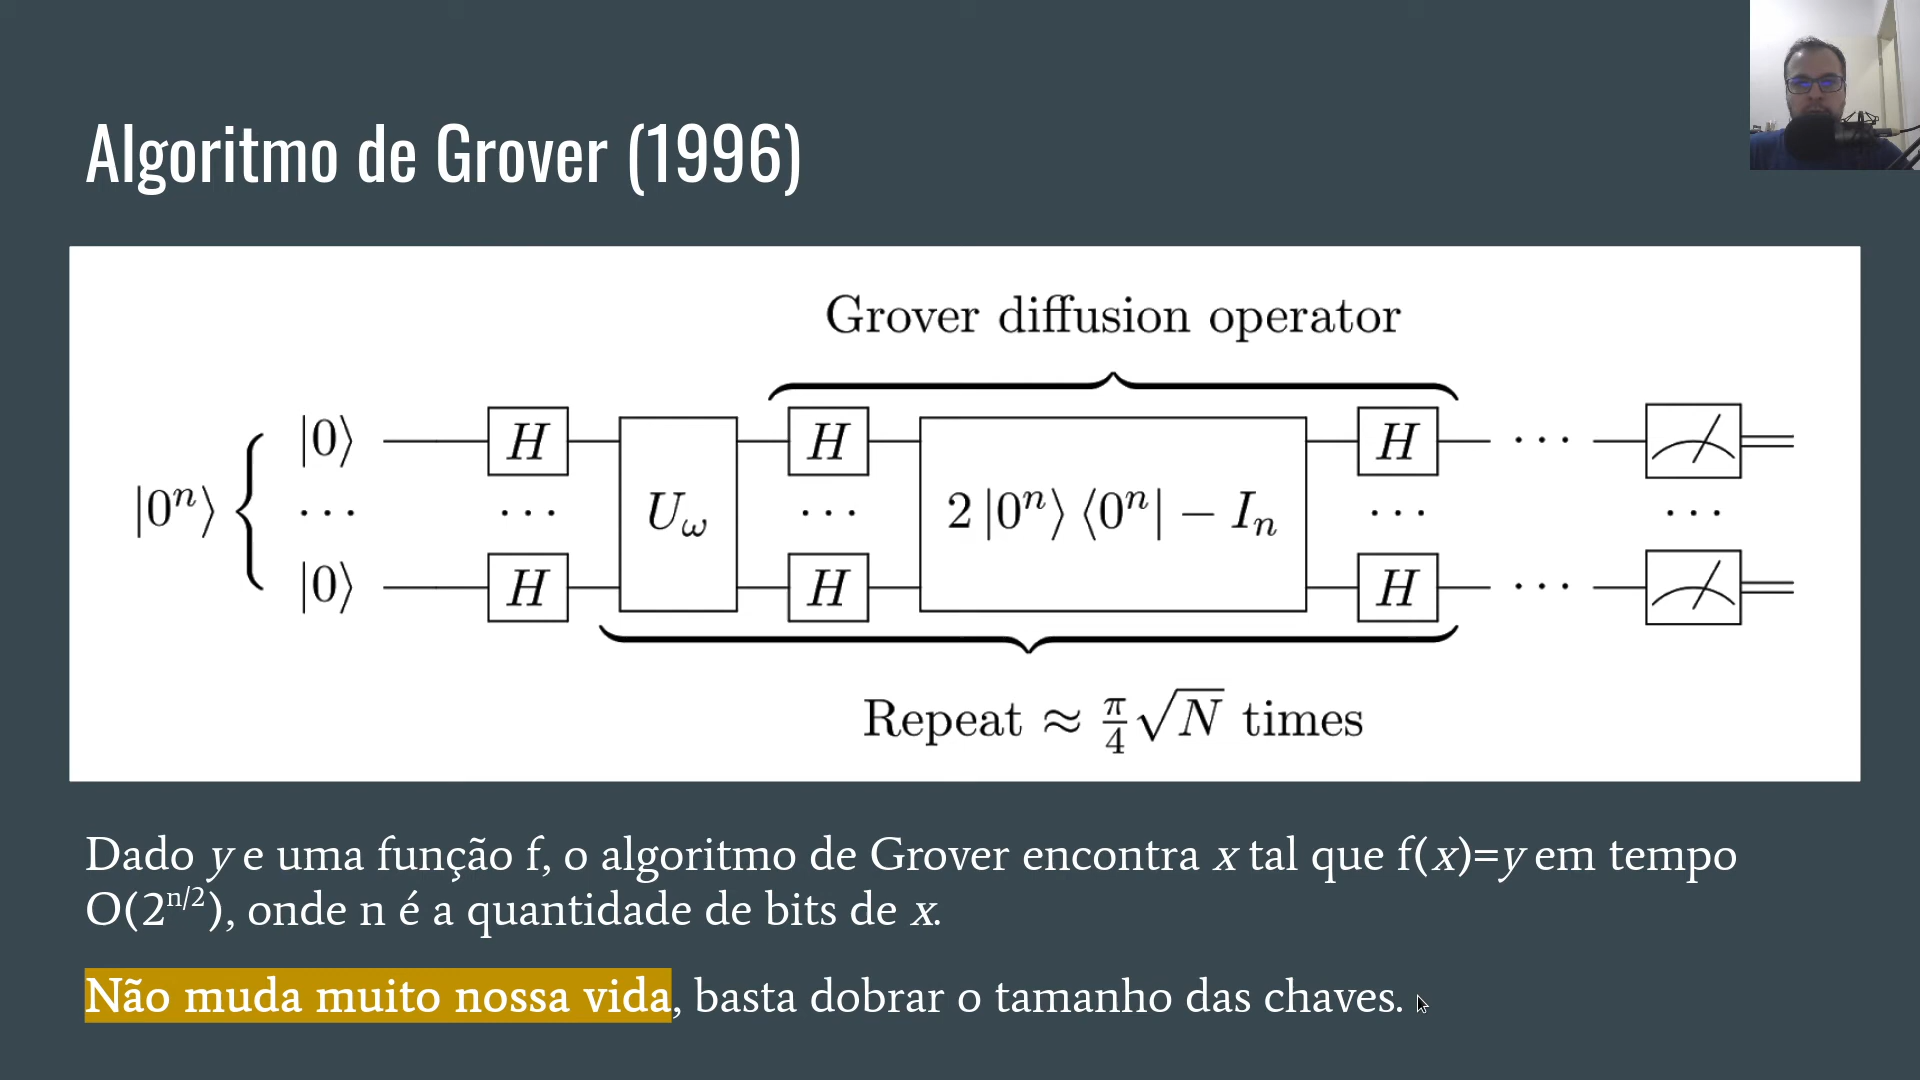 Algoritmo de Grover (1996)
Grover diffusion operator
|0⟩ H H H ···
|0ⁿ⟩ ··· ··· U_ω ··· 2|0ⁿ⟩⟨0ⁿ| − Iₙ ··· ···
|0⟩ H H H ···
Repeat ≈ π/4 √N times
Dado y e uma função f, o algoritmo de Grover encontra x tal que f(x)=y em tempo
O(2^(n/2)), onde n é a quantidade de bits de x.
Não muda muito nossa vida, basta dobrar o tamanho das chaves.